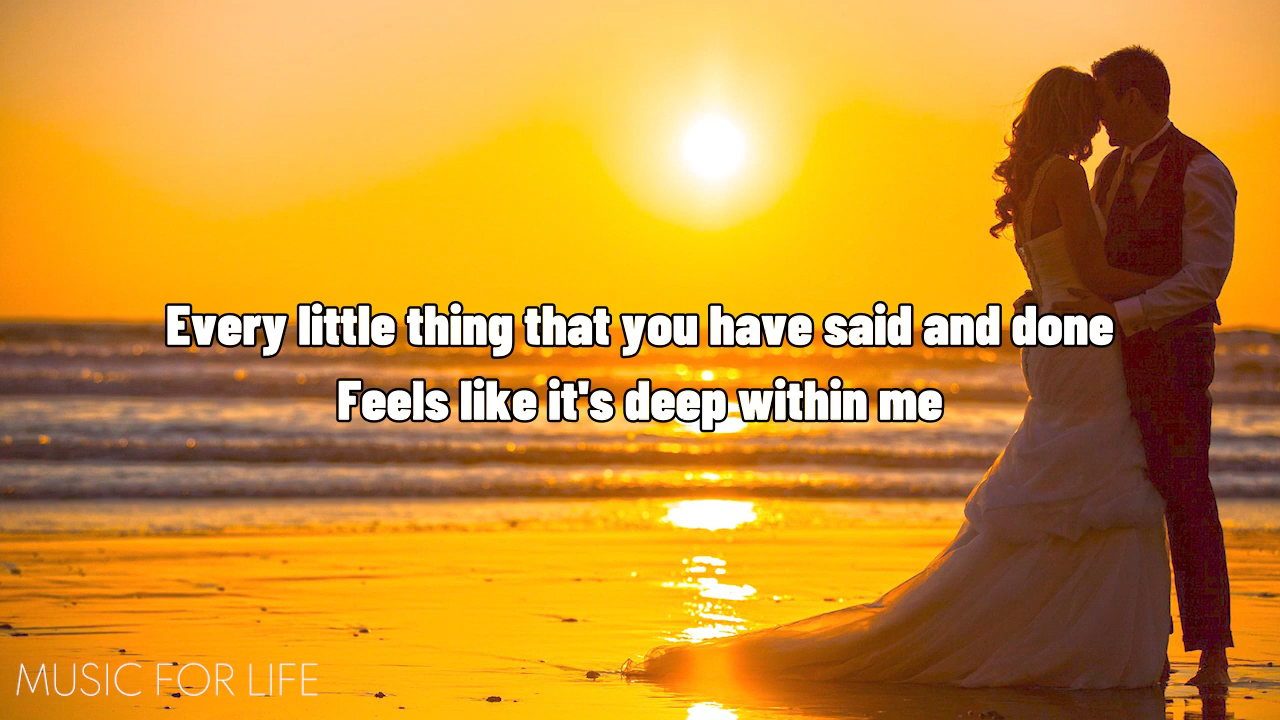 Every little thing that you have said and done
Feels like it's deep within me
MUSIC FOR LIFE